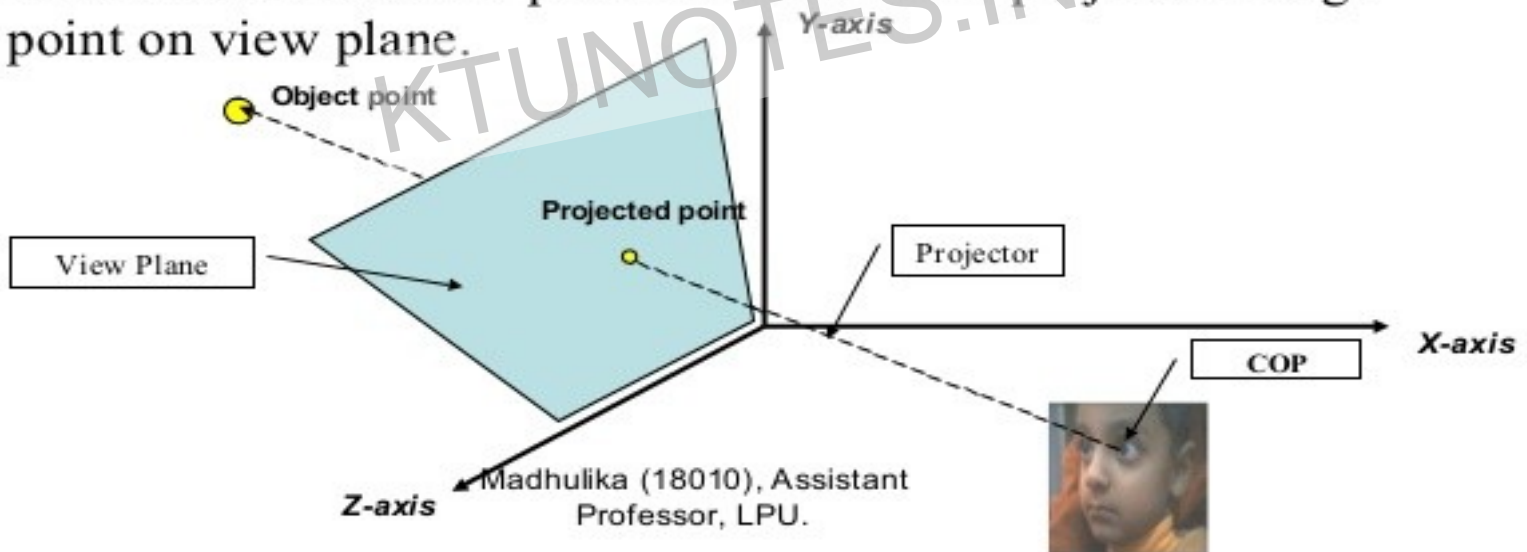 point on view plane.
Y-axis
KTUNOTES.IN
Object point
Projected point
View Plane
Projector
X-axis
COP
Z-axis
Madhulika (18010), Assistant
Professor, LPU.